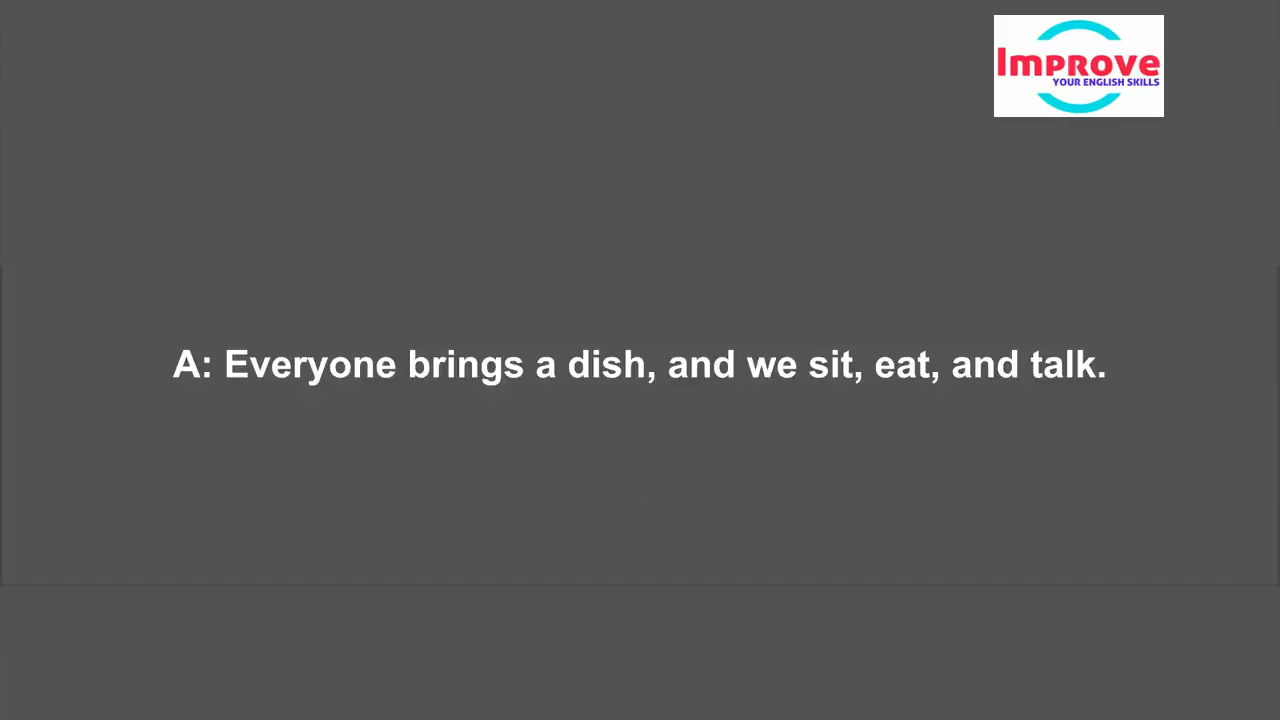 Improve
YOUR ENGLISH SKILLS
A: Everyone brings a dish, and we sit, eat, and talk.